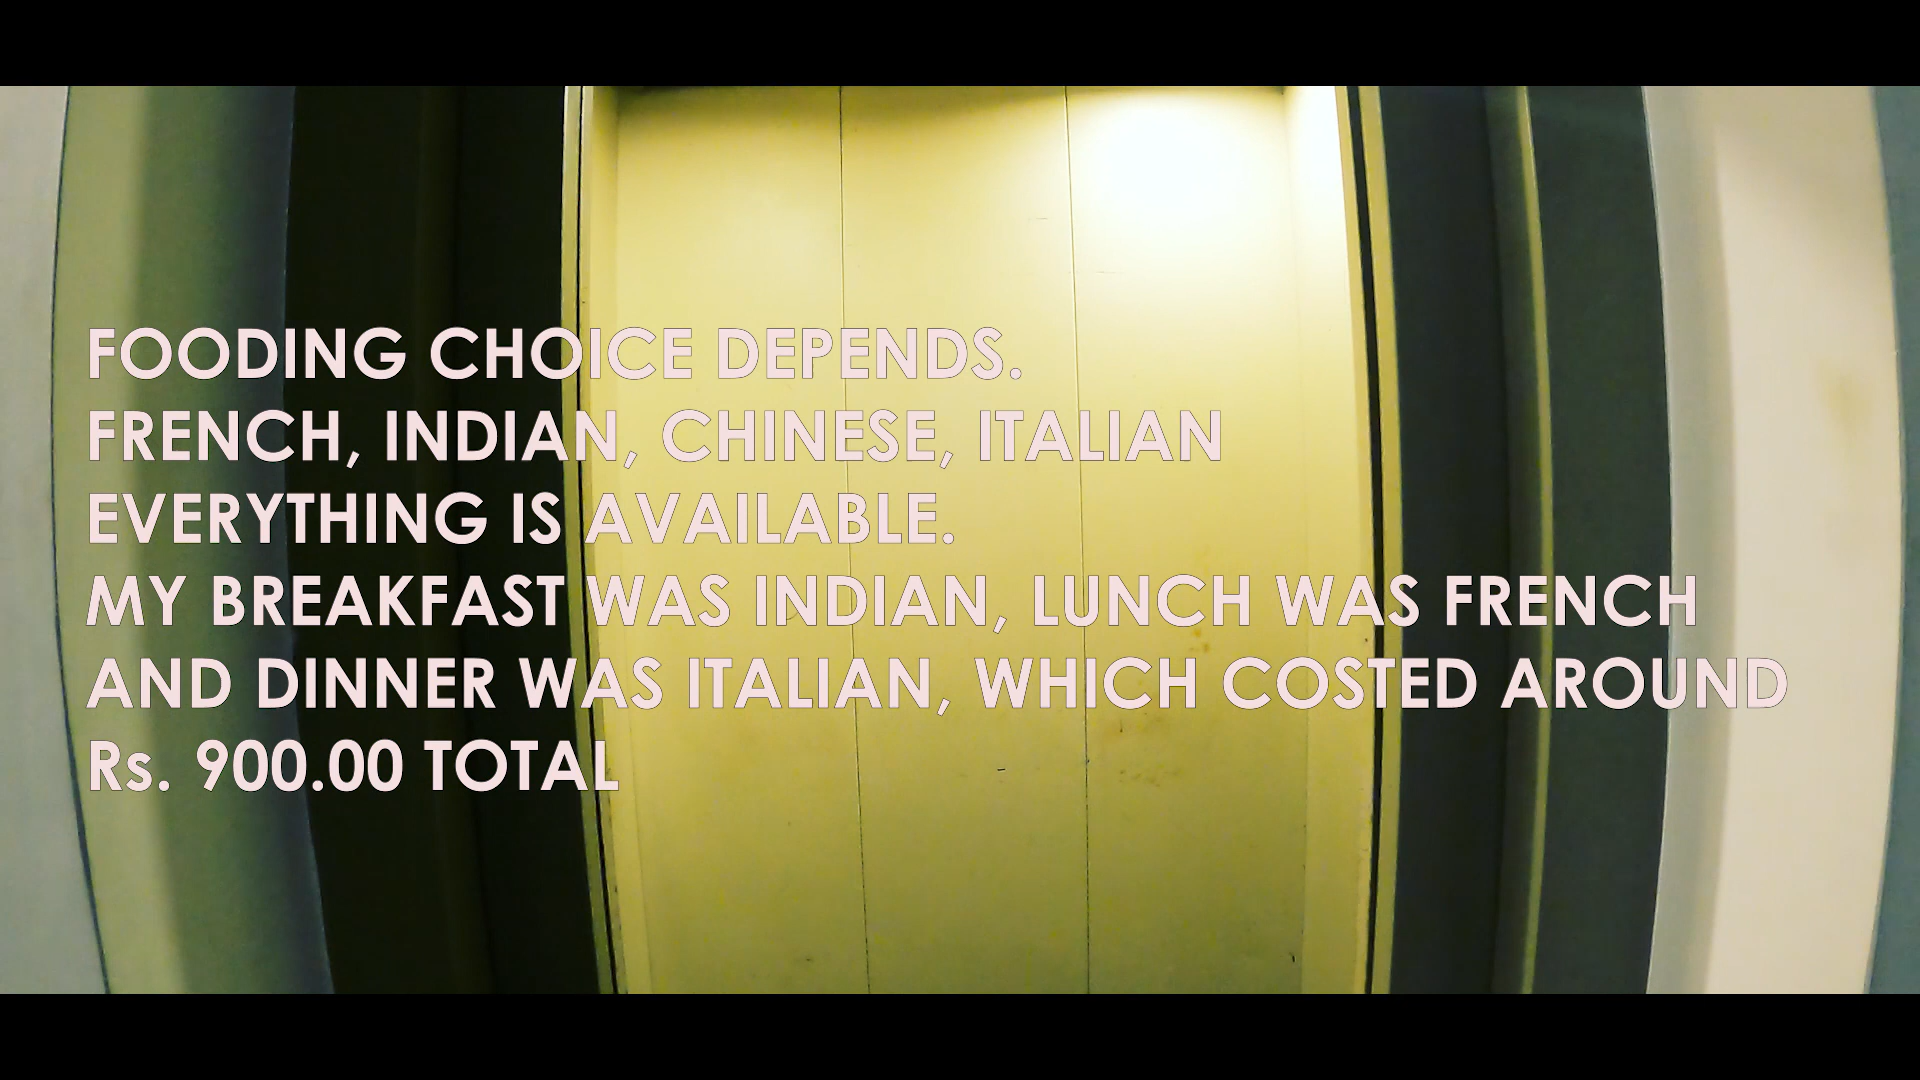 FOODING CHOICE DEPENDS.
FRENCH, INDIAN, CHINESE, ITALIAN
EVERYTHING IS AVAILABLE.
MY BREAKFAST WAS INDIAN, LUNCH WAS FRENCH
AND DINNER WAS ITALIAN, WHICH COSTED AROUND
Rs. 900.00 TOTAL